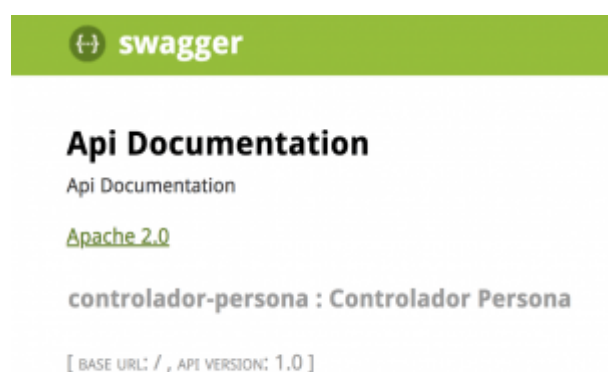 swagger
Api Documentation
Api Documentation
Apache 2.0
controlador-persona : Controlador Persona
[ BASE URL: / , API VERSION: 1.0 ]